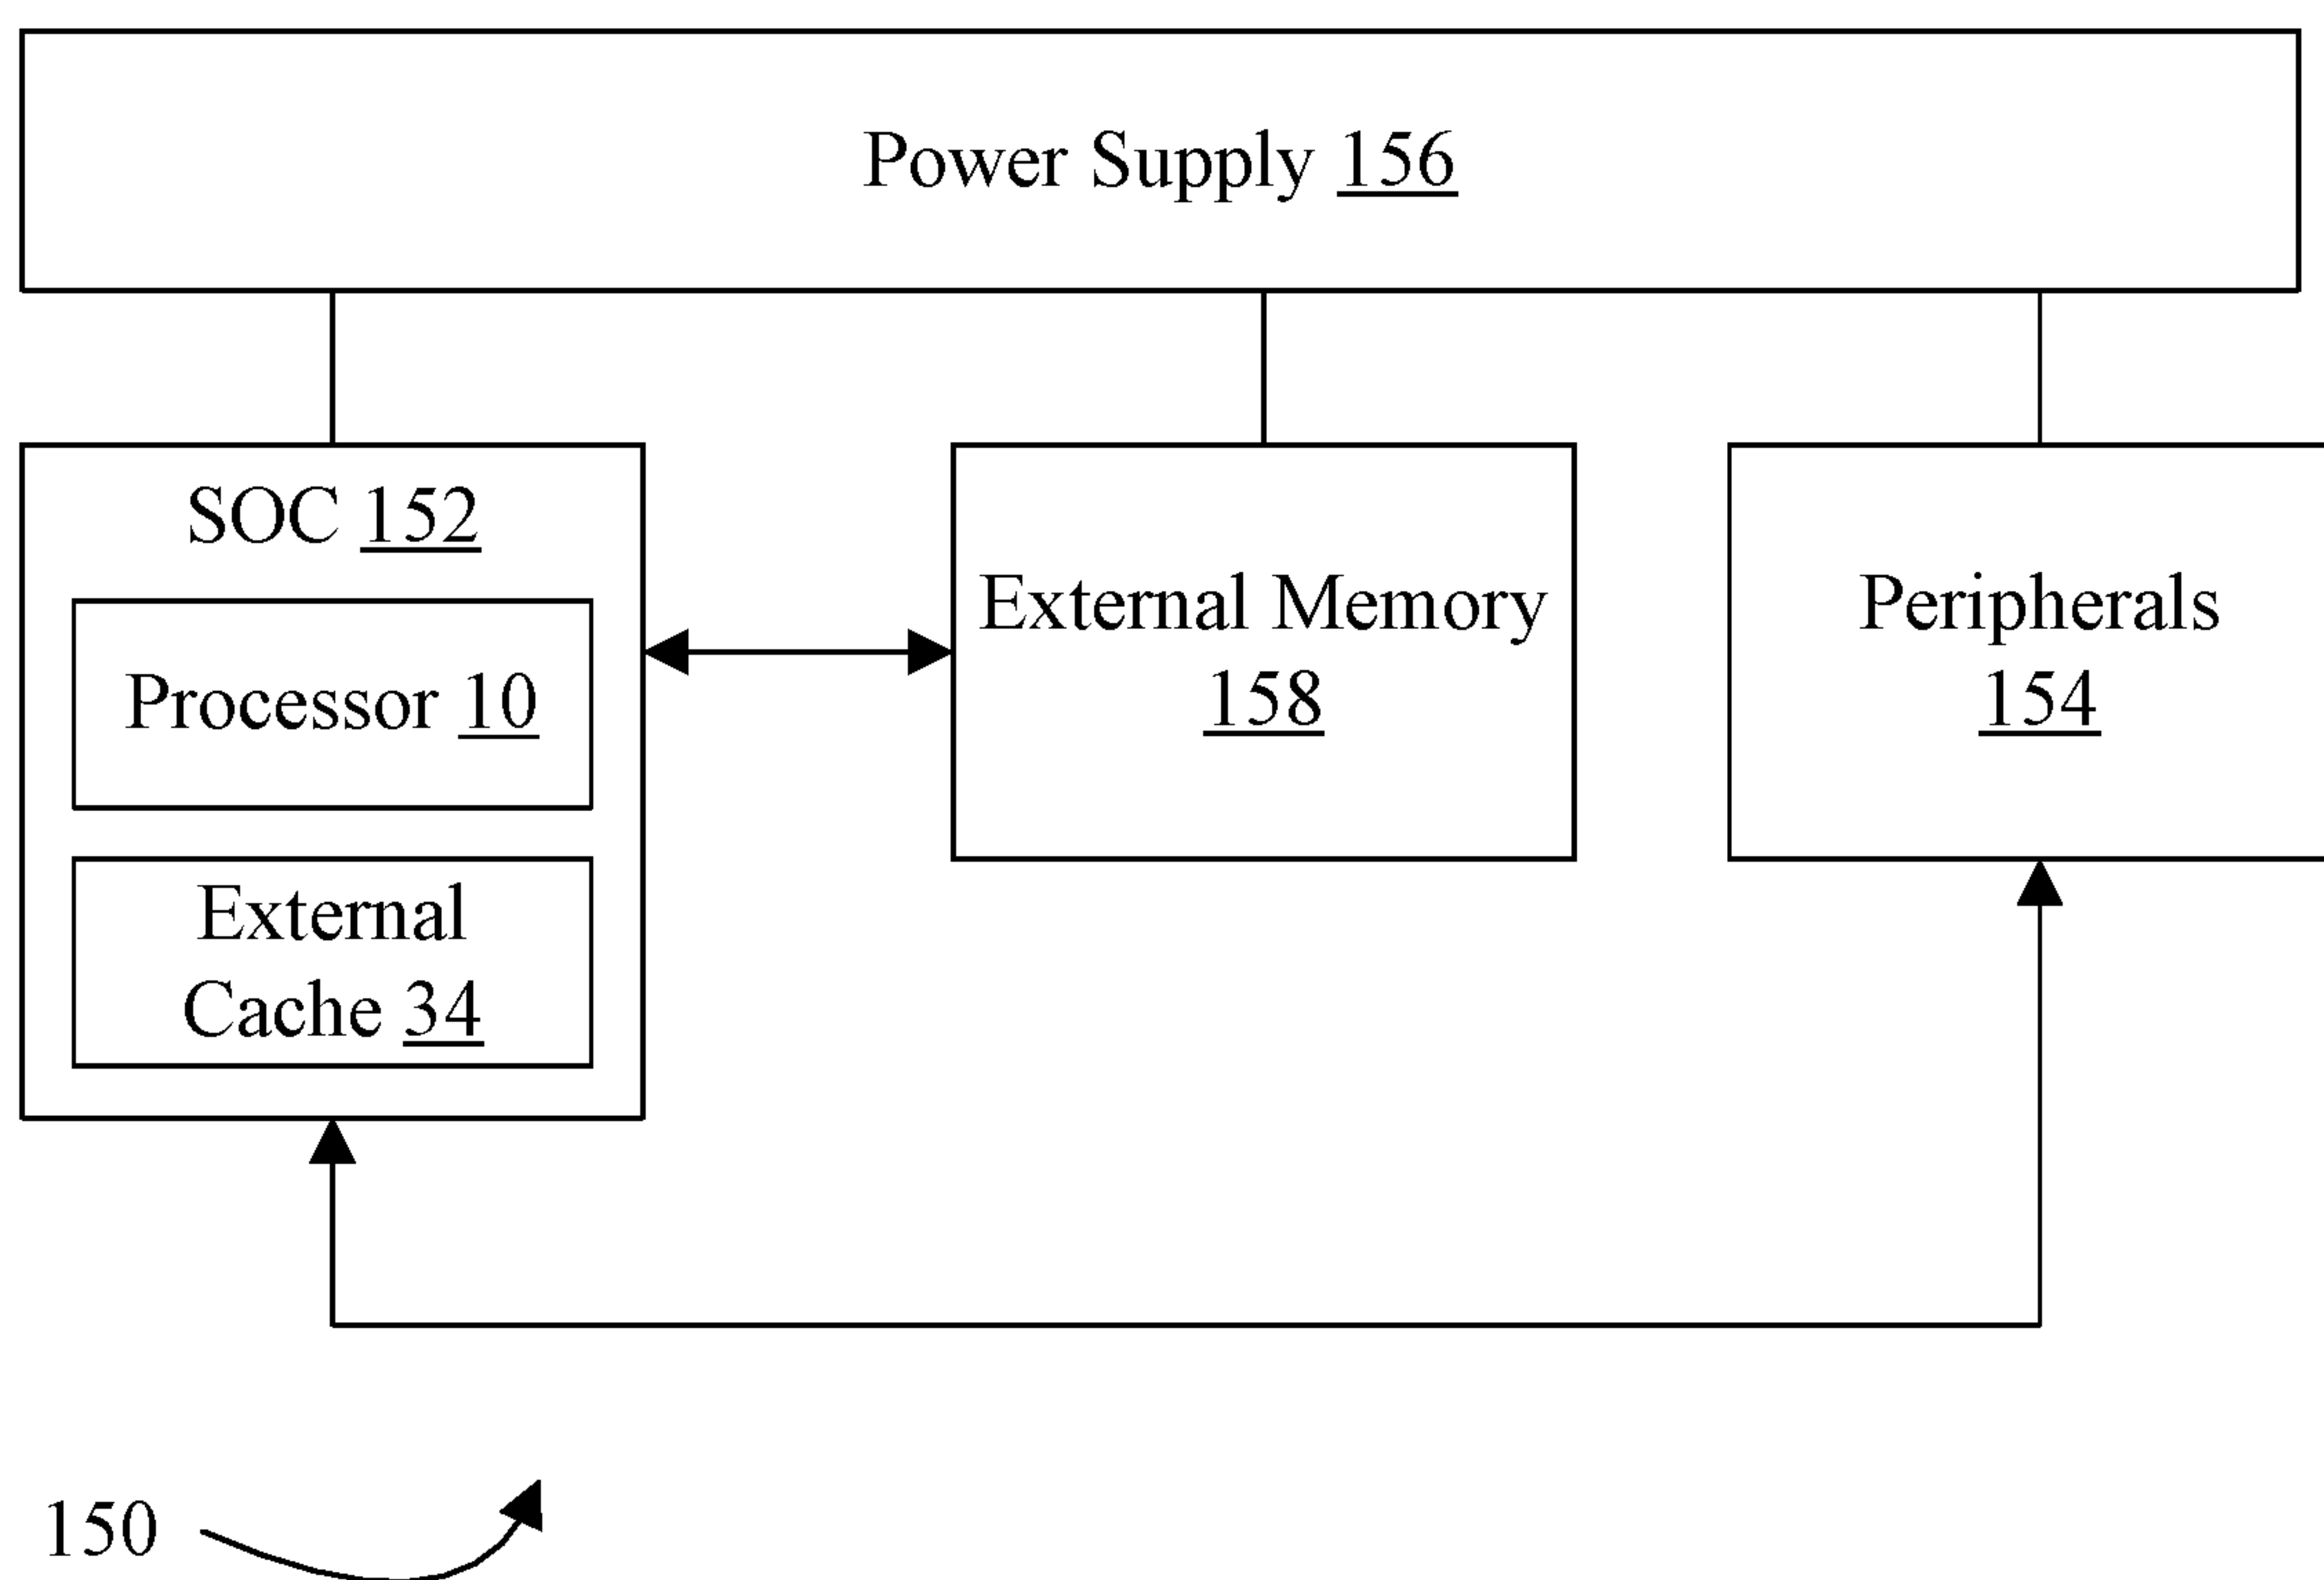 Power Supply 156
SOC 152
Processor 10
External
Cache 34
External Memory
158
Peripherals
154
150